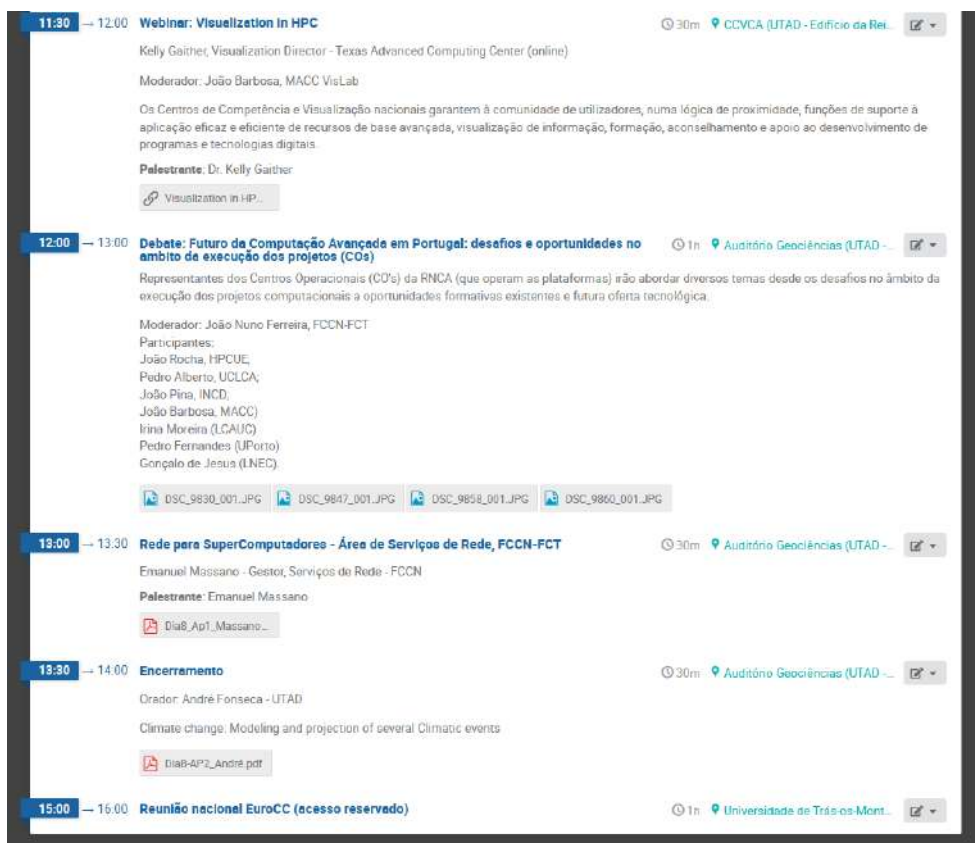 11:30 → 12:00 Webinar: Visualization in HPC 30m CCVCA (UTAD - Edifício da Rei...
Kelly Gaither, Visualization Director - Texas Advanced Computing Center (online)
Moderador: João Barbosa, MACC VisLab
Os Centros de Competência e Visualização nacionais garantem à comunidade de utilizadores, numa lógica de proximidade, funções de suporte à
aplicação eficaz e eficiente de recursos de base avançada, visualização de informação, formação, aconselhamento e apoio ao desenvolvimento de
programas e tecnologias digitais.
Palestrante: Dr. Kelly Gaither
Visualization in HP...
12:00 → 13:00 Debate: Futuro da Computação Avançada em Portugal: desafios e oportunidades no 1h Auditório Geociências (UTAD -...
ambito da execução dos projetos (COs)
Representantes dos Centros Operacionais (CO's) da RNCA (que operam as plataformas) irão abordar diversos temas desde os desafios no âmbito da
execução dos projetos computacionais a oportunidades formativas existentes e futura oferta tecnológica.
Moderador: João Nuno Ferreira, FCCN-FCT
Participantes:
João Rocha, HPCUE;
Pedro Alberto, UCLCA;
João Pina, INCD;
João Barbosa, MACC)
Irina Moreira (LCAUC)
Pedro Fernandes (UPorto)
Gonçalo de Jesus (LNEC).
DSC_9830_001.JPG DSC_9847_001.JPG DSC_9858_001.JPG DSC_9860_001.JPG
13:00 → 13:30 Rede para SuperComputadores - Área de Serviços de Rede, FCCN-FCT 30m Auditório Geociências (UTAD -...
Emanuel Massano - Gestor, Serviços de Rede - FCCN
Palestrante: Emanuel Massano
Dia8_Ap1_Massano...
13:30 → 14:00 Encerramento 30m Auditório Geociências (UTAD -...
Orador: André Fonseca - UTAD
Climate change: Modeling and projection of several Climatic events
Dia8-AP2_André.pdf
15:00 → 16:00 Reunião nacional EuroCC (acesso reservado) 1h Universidade de Trás-os-Mont...